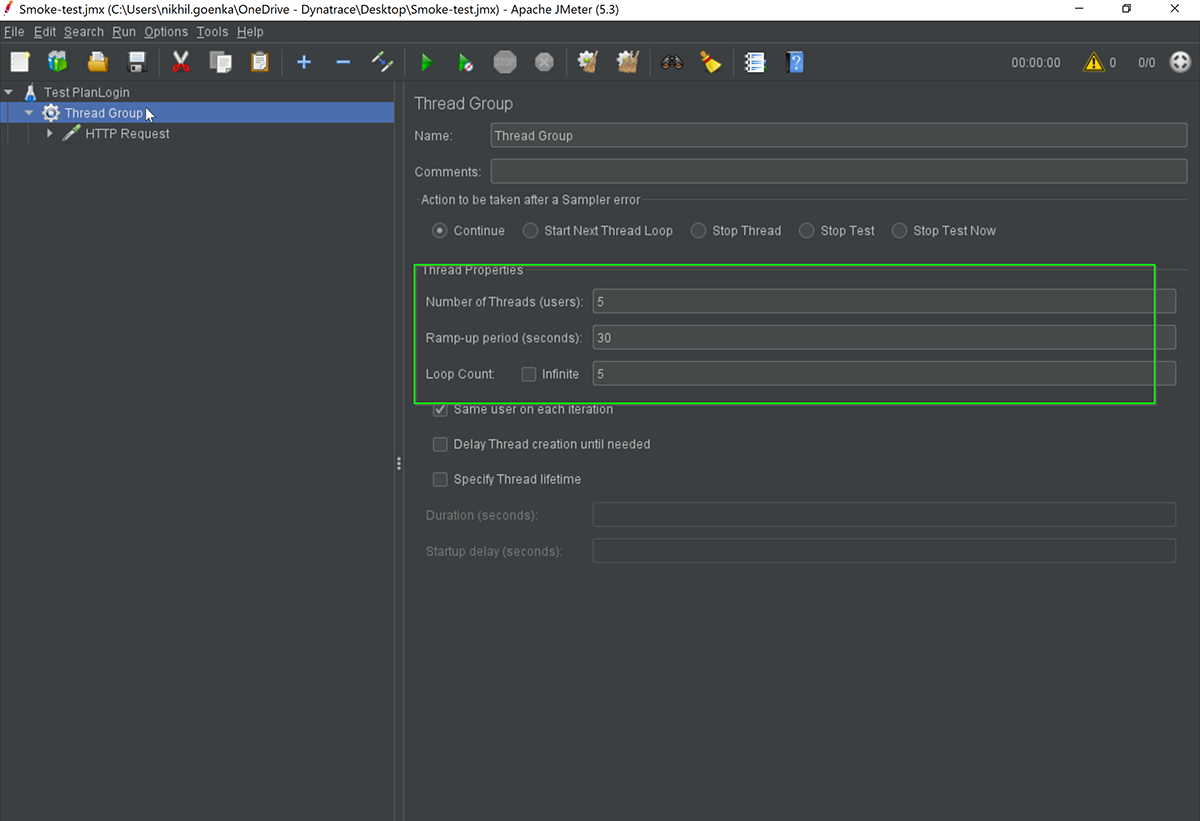 Smoke-test.jmx (C:\Users\nikhil.goenka\OneDrive - Dynatrace\Desktop\Smoke-test.jmx) - Apache JMeter (5.3)
File Edit Search Run Options Tools Help
STOP 00:00:00 0 0/0
Test PlanLogin
Thread Group
HTTP Request
Thread Group
Name: Thread Group
Comments:
Action to be taken after a Sampler error
Continue Start Next Thread Loop Stop Thread Stop Test Stop Test Now
Thread Properties
Number of Threads (users): 5
Ramp-up period (seconds): 30
Loop Count: Infinite 5
Same user on each iteration
Delay Thread creation until needed
Specify Thread lifetime
Duration (seconds):
Startup delay (seconds):